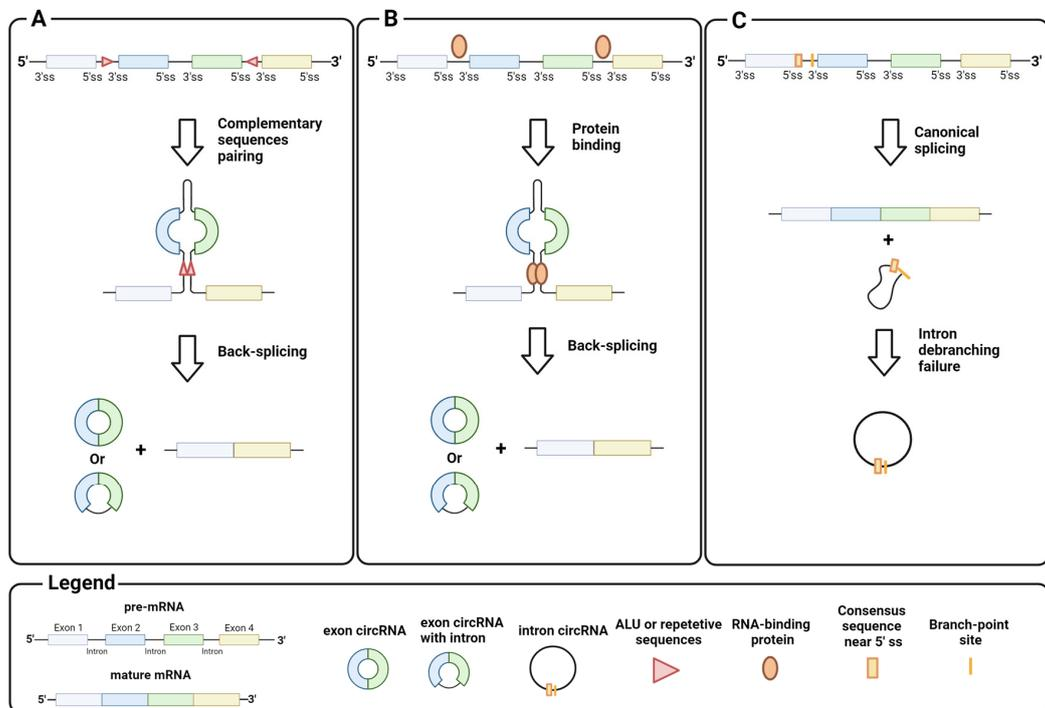 A
5' 3'
3'ss 5'ss 3'ss 5'ss 3'ss 5'ss 3'ss 5'ss
Complementary
sequences
pairing
Back-splicing
Or
+
B
5' 3'
3'ss 5'ss 3'ss 5'ss 3'ss 5'ss 3'ss 5'ss
Protein
binding
Back-splicing
Or
+
C
5' 3'
3'ss 5'ss 3'ss 5'ss 3'ss 5'ss 3'ss 5'ss
Canonical
splicing
+
Intron
debranching
failure
Legend
pre-mRNA
Exon 1 Exon 2 Exon 3 Exon 4
5' 3'
Intron Intron Intron
mature mRNA
5' 3'
exon circRNA
exon circRNA
with intron
intron circRNA
ALU or repetetive
sequences
RNA-binding
protein
Consensus
sequence
near 5' ss
Branch-point
site